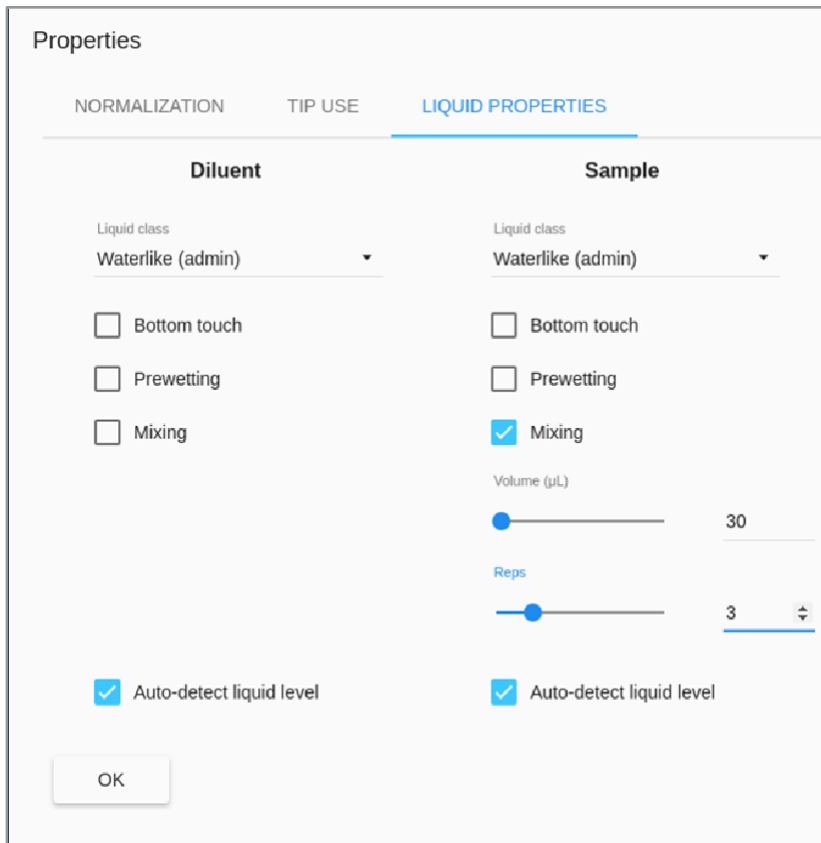 Properties
NORMALIZATION TIP USE LIQUID PROPERTIES
Diluent Sample
Liquid class Liquid class
Waterlike (admin) Waterlike (admin)
Bottom touch Bottom touch
Prewetting Prewetting
Mixing Mixing
Volume (µL)
30
Reps
3
Auto-detect liquid level Auto-detect liquid level
OK